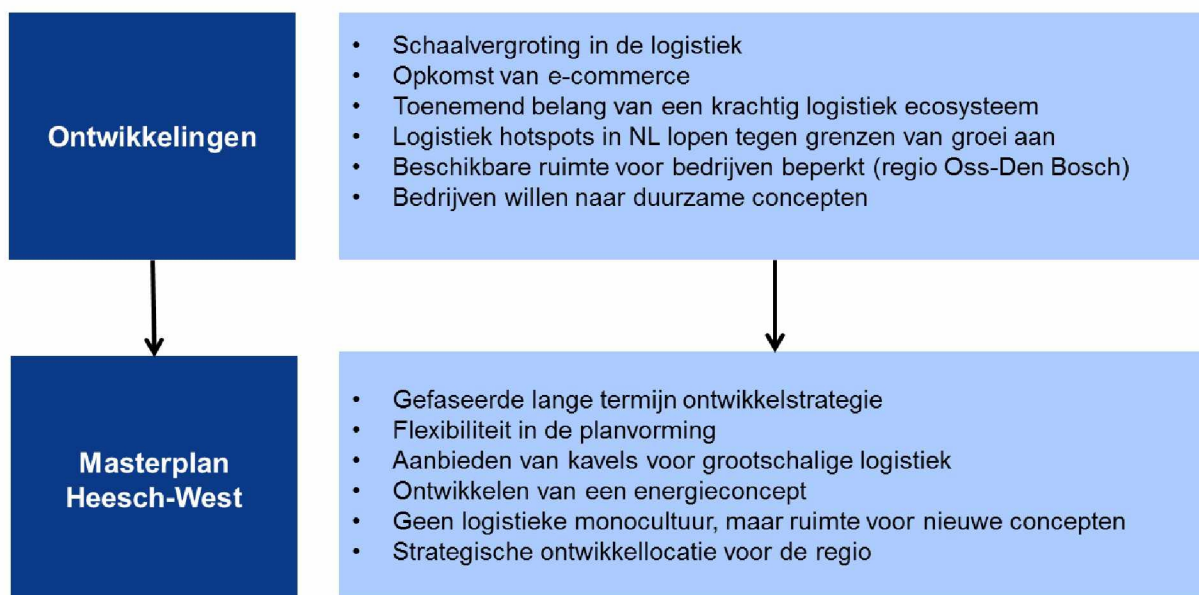 Ontwikkelingen
• Schaalvergroting in de logistiek
• Opkomst van e-commerce
• Toenemend belang van een krachtig logistiek ecosysteem
• Logistiek hotspots in NL lopen tegen grenzen van groei aan
• Beschikbare ruimte voor bedrijven beperkt (regio Oss-Den Bosch)
• Bedrijven willen naar duurzame concepten
Masterplan
Heesch-West
• Gefaseerde lange termijn ontwikkelstrategie
• Flexibiliteit in de planvorming
• Aanbieden van kavels voor grootschalige logistiek
• Ontwikkelen van een energieconcept
• Geen logistieke monocultuur, maar ruimte voor nieuwe concepten
• Strategische ontwikkellocatie voor de regio